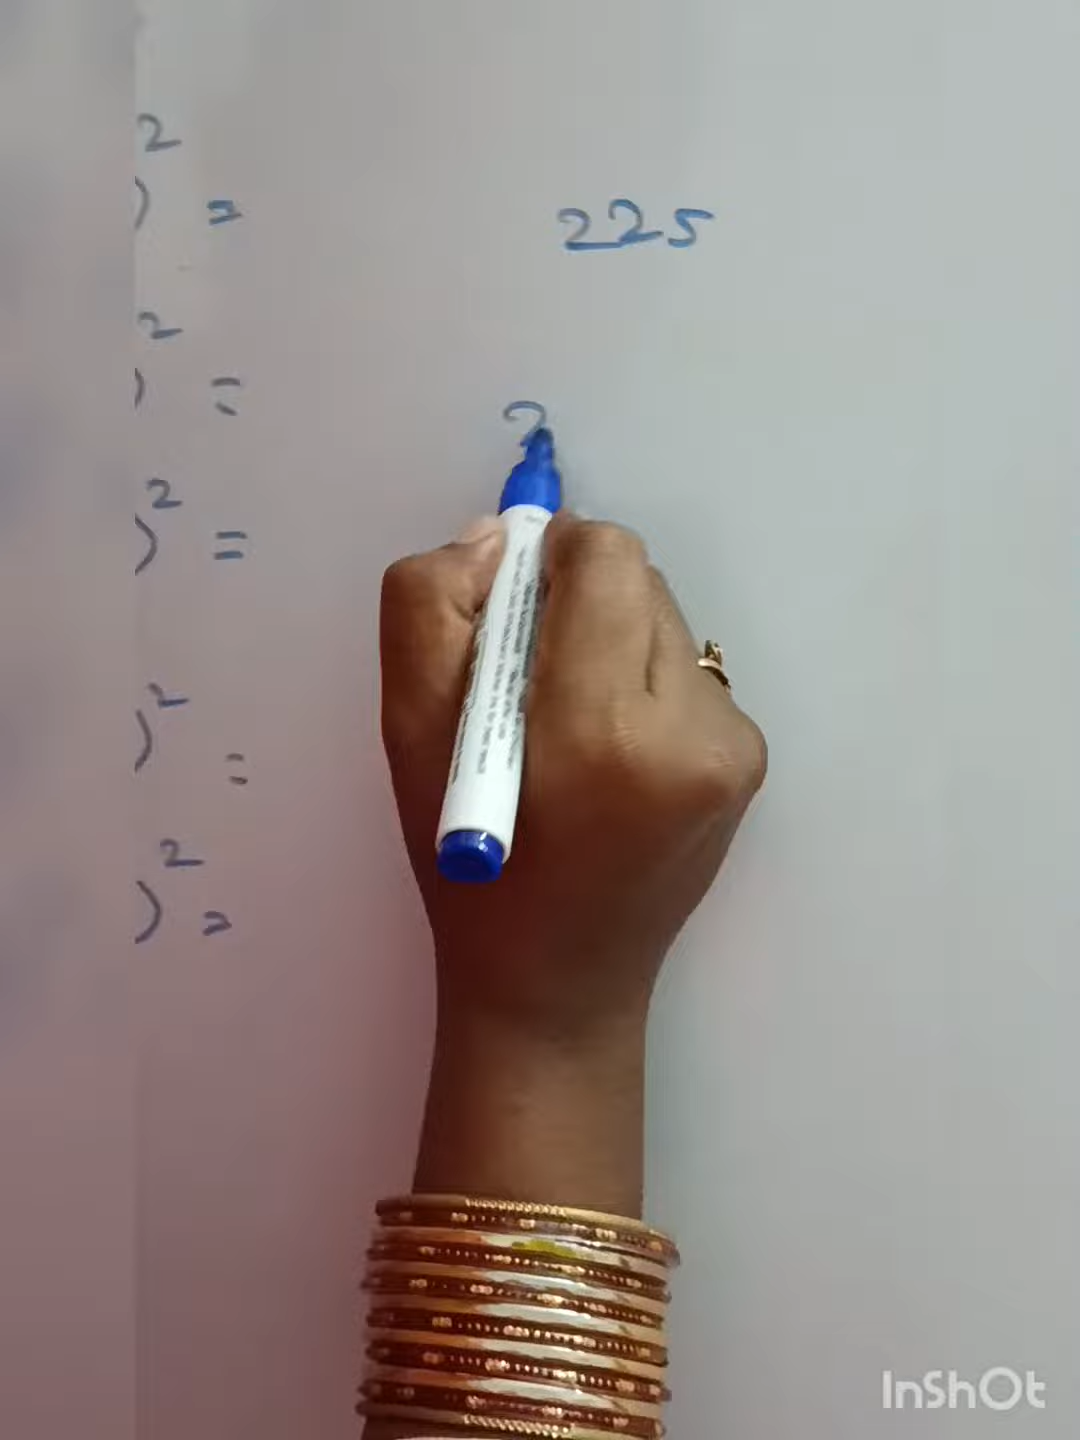 )² = 225
)² = 2
)² =
)² =
)² =
InShOt